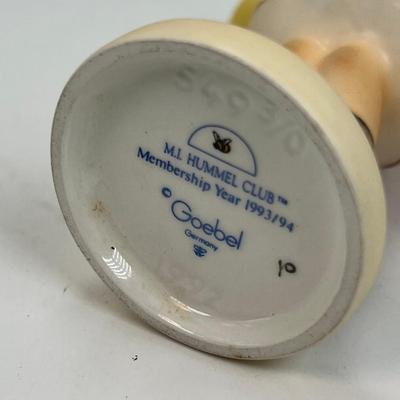 M.I. HUMMEL CLUB™
Membership Year 1993/94
© Goebel
Germany
10